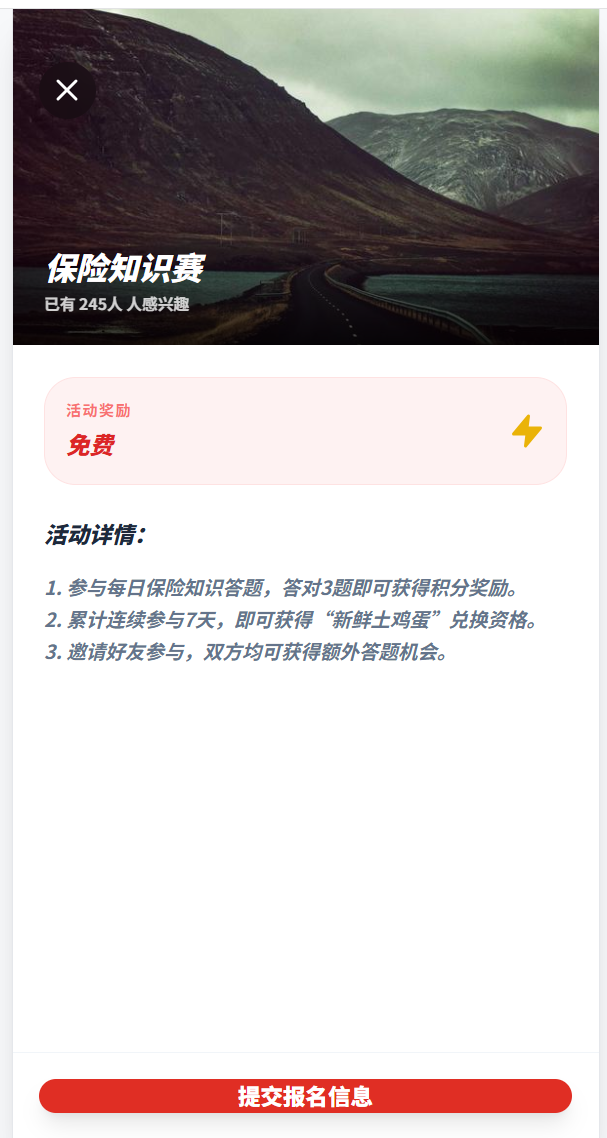 保险知识赛
已有 245人 人感兴趣
活动奖励
免费
活动详情：
1. 参与每日保险知识答题，答对3题即可获得积分奖励。
2. 累计连续参与7天，即可获得“新鲜土鸡蛋”兑换资格。
3. 邀请好友参与，双方均可获得额外答题机会。
提交报名信息